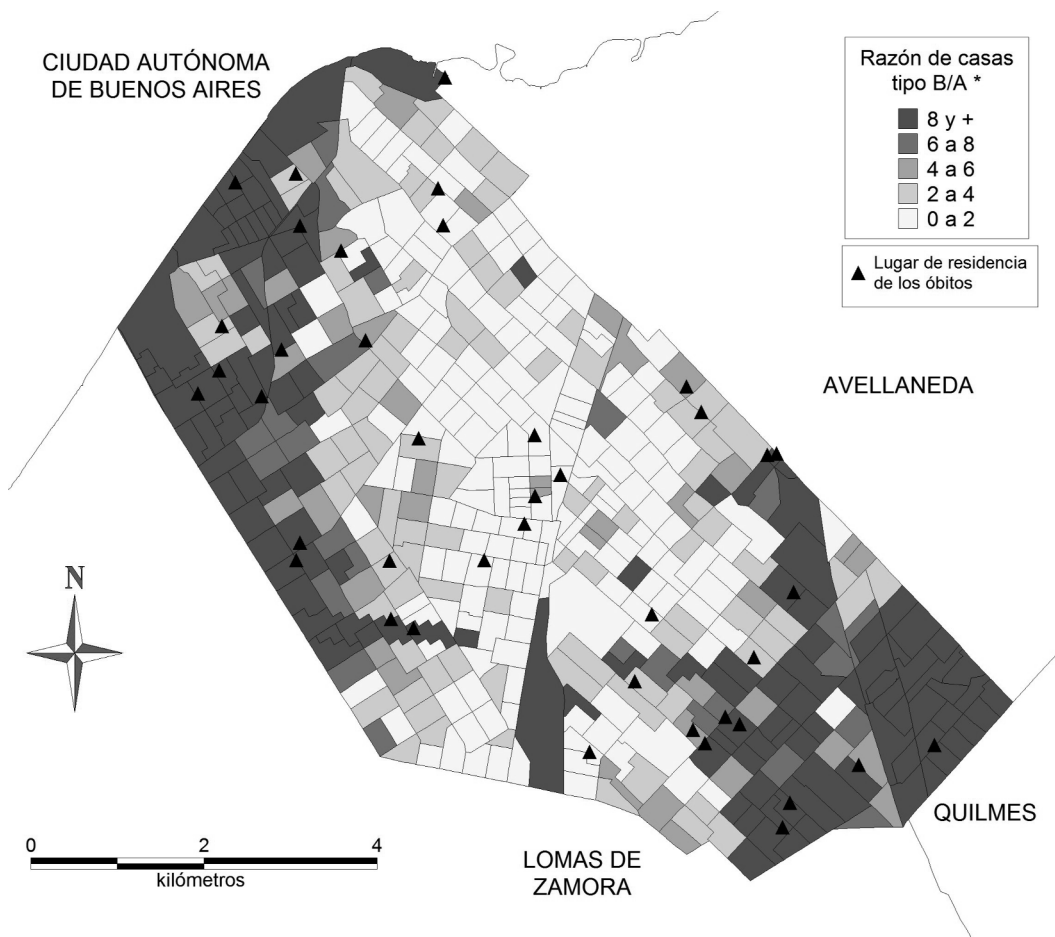 CIUDAD AUTÓNOMA
DE BUENOS AIRES
Razón de casas
tipo B/A *
8 y +
6 a 8
4 a 6
2 a 4
0 a 2
Lugar de residencia
de los óbitos
AVELLANEDA
N
QUILMES
0 2 4
kilómetros
LOMAS DE
ZAMORA